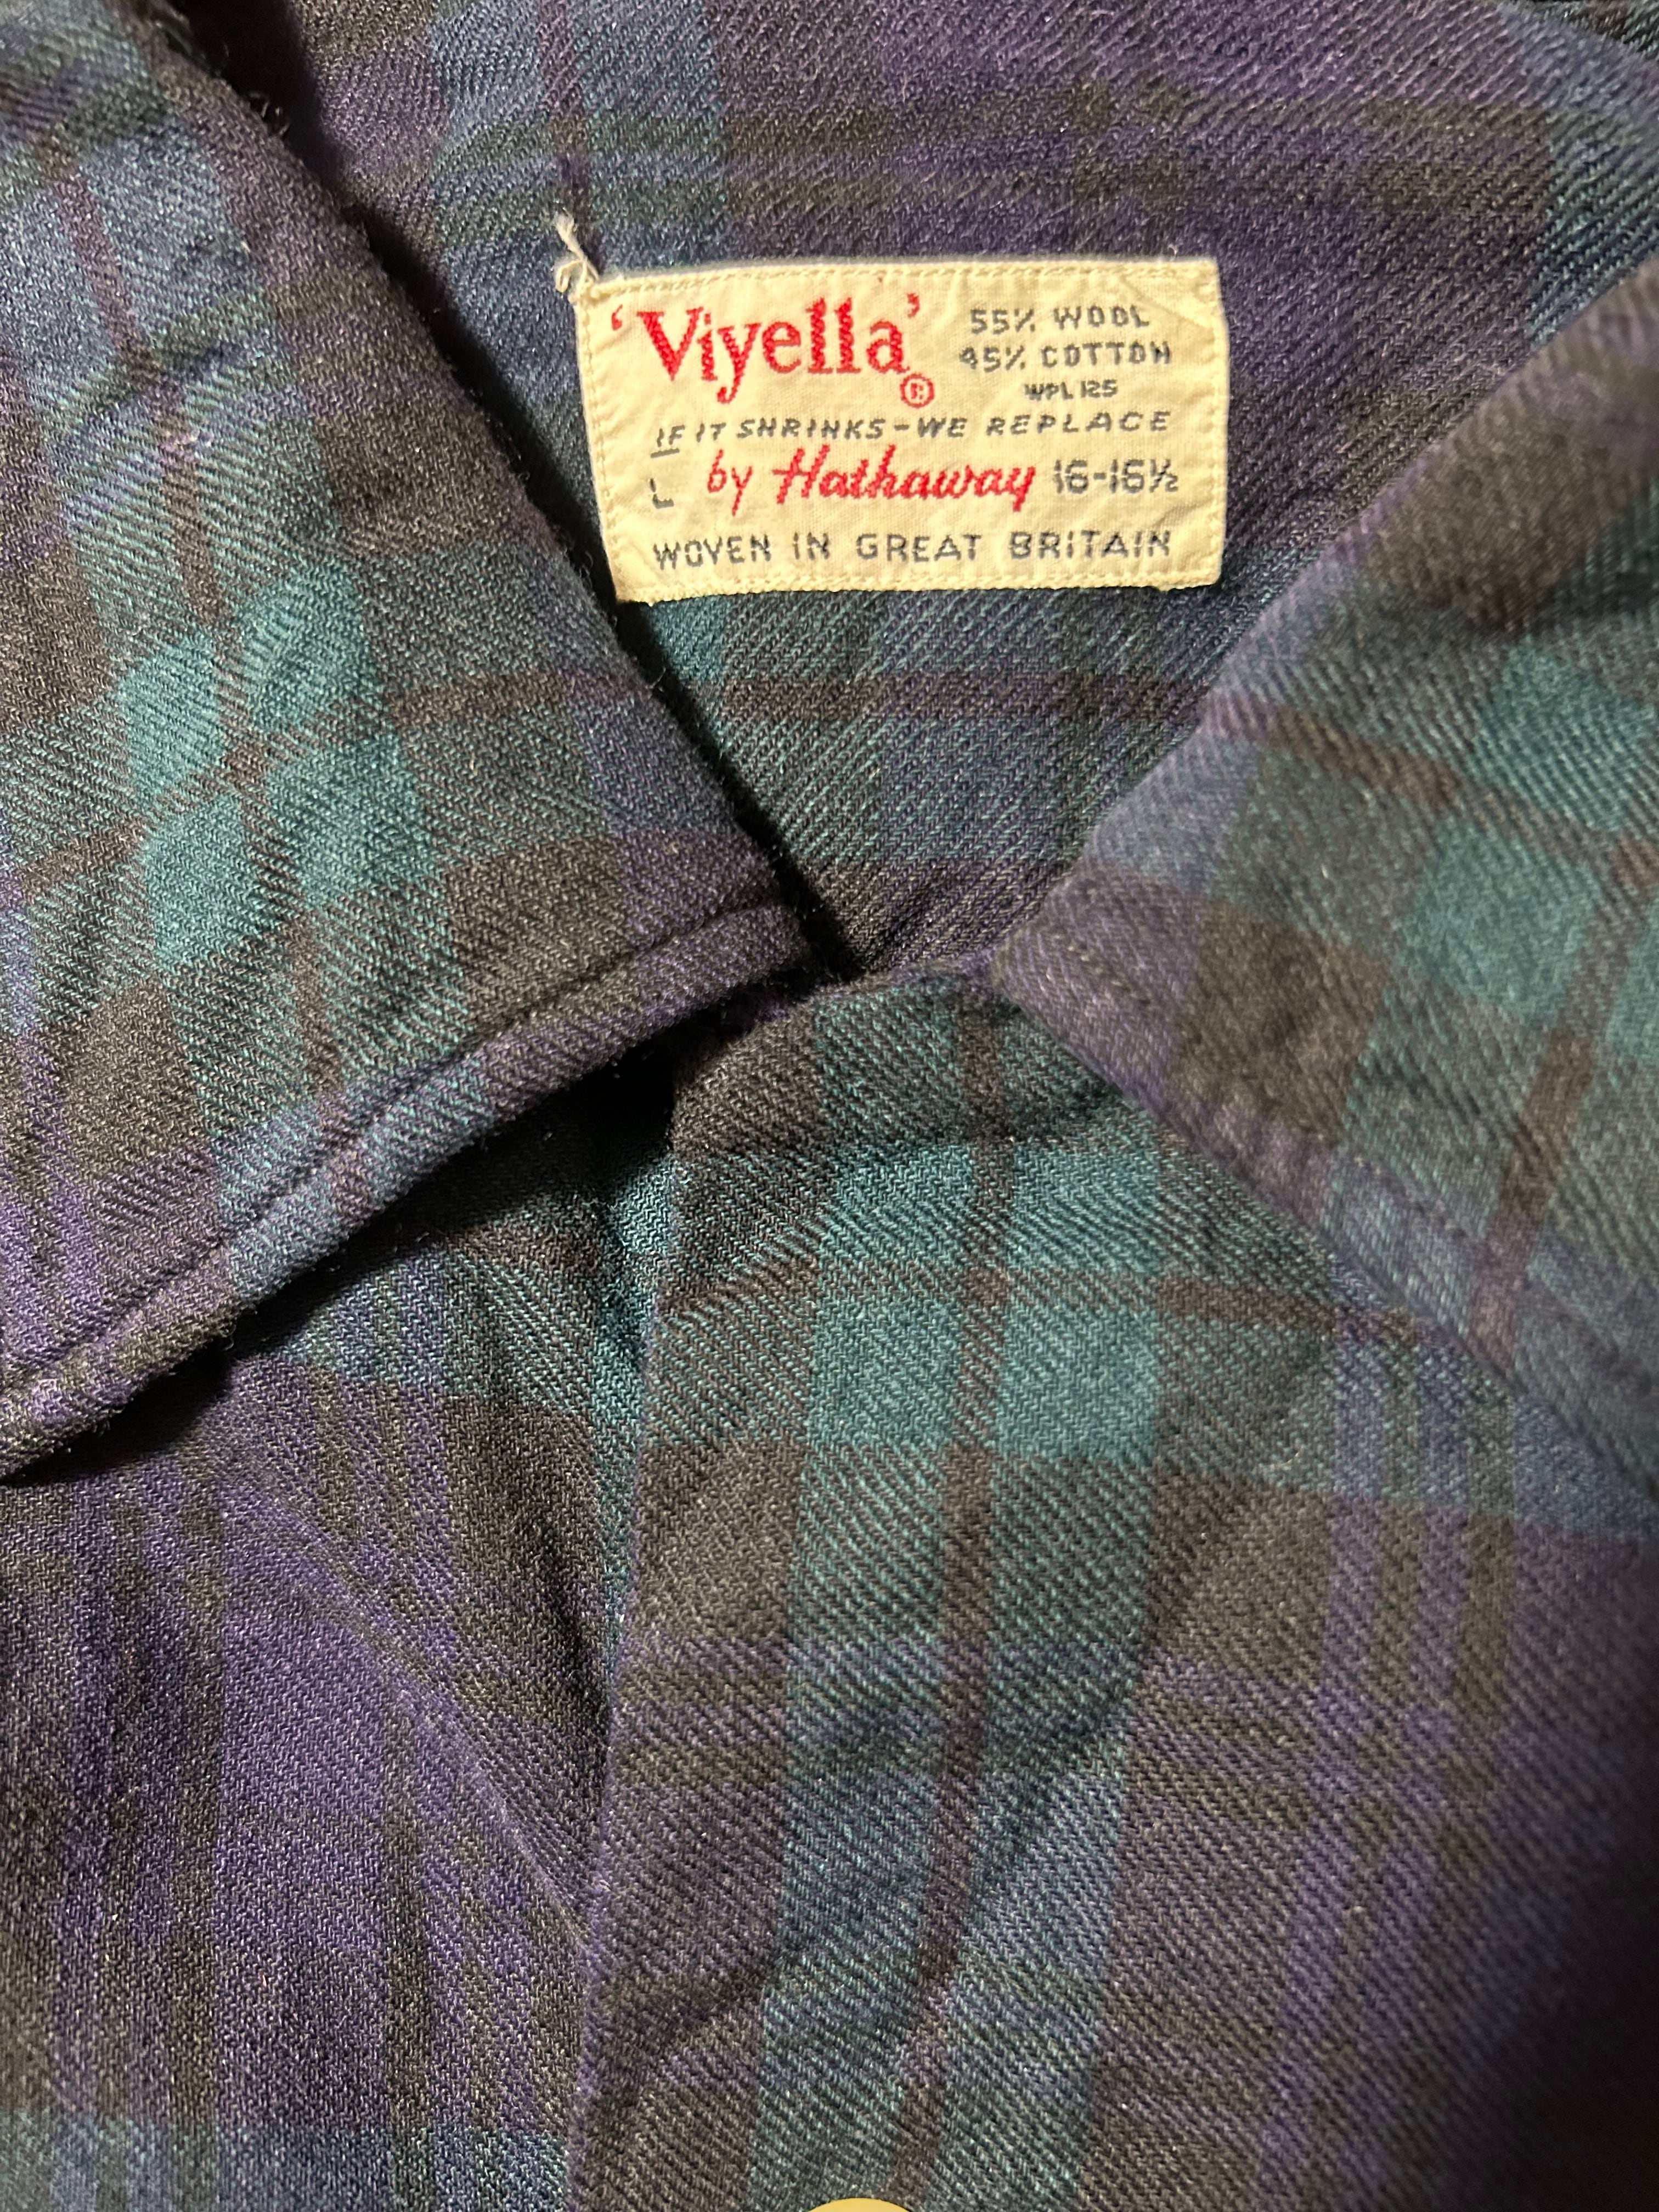 'Viyella'®
55% WOOL
45% COTTON
WPL 125
IF IT SHRINKS-WE REPLACE
L by Hathaway 16-16½
WOVEN IN GREAT BRITAIN